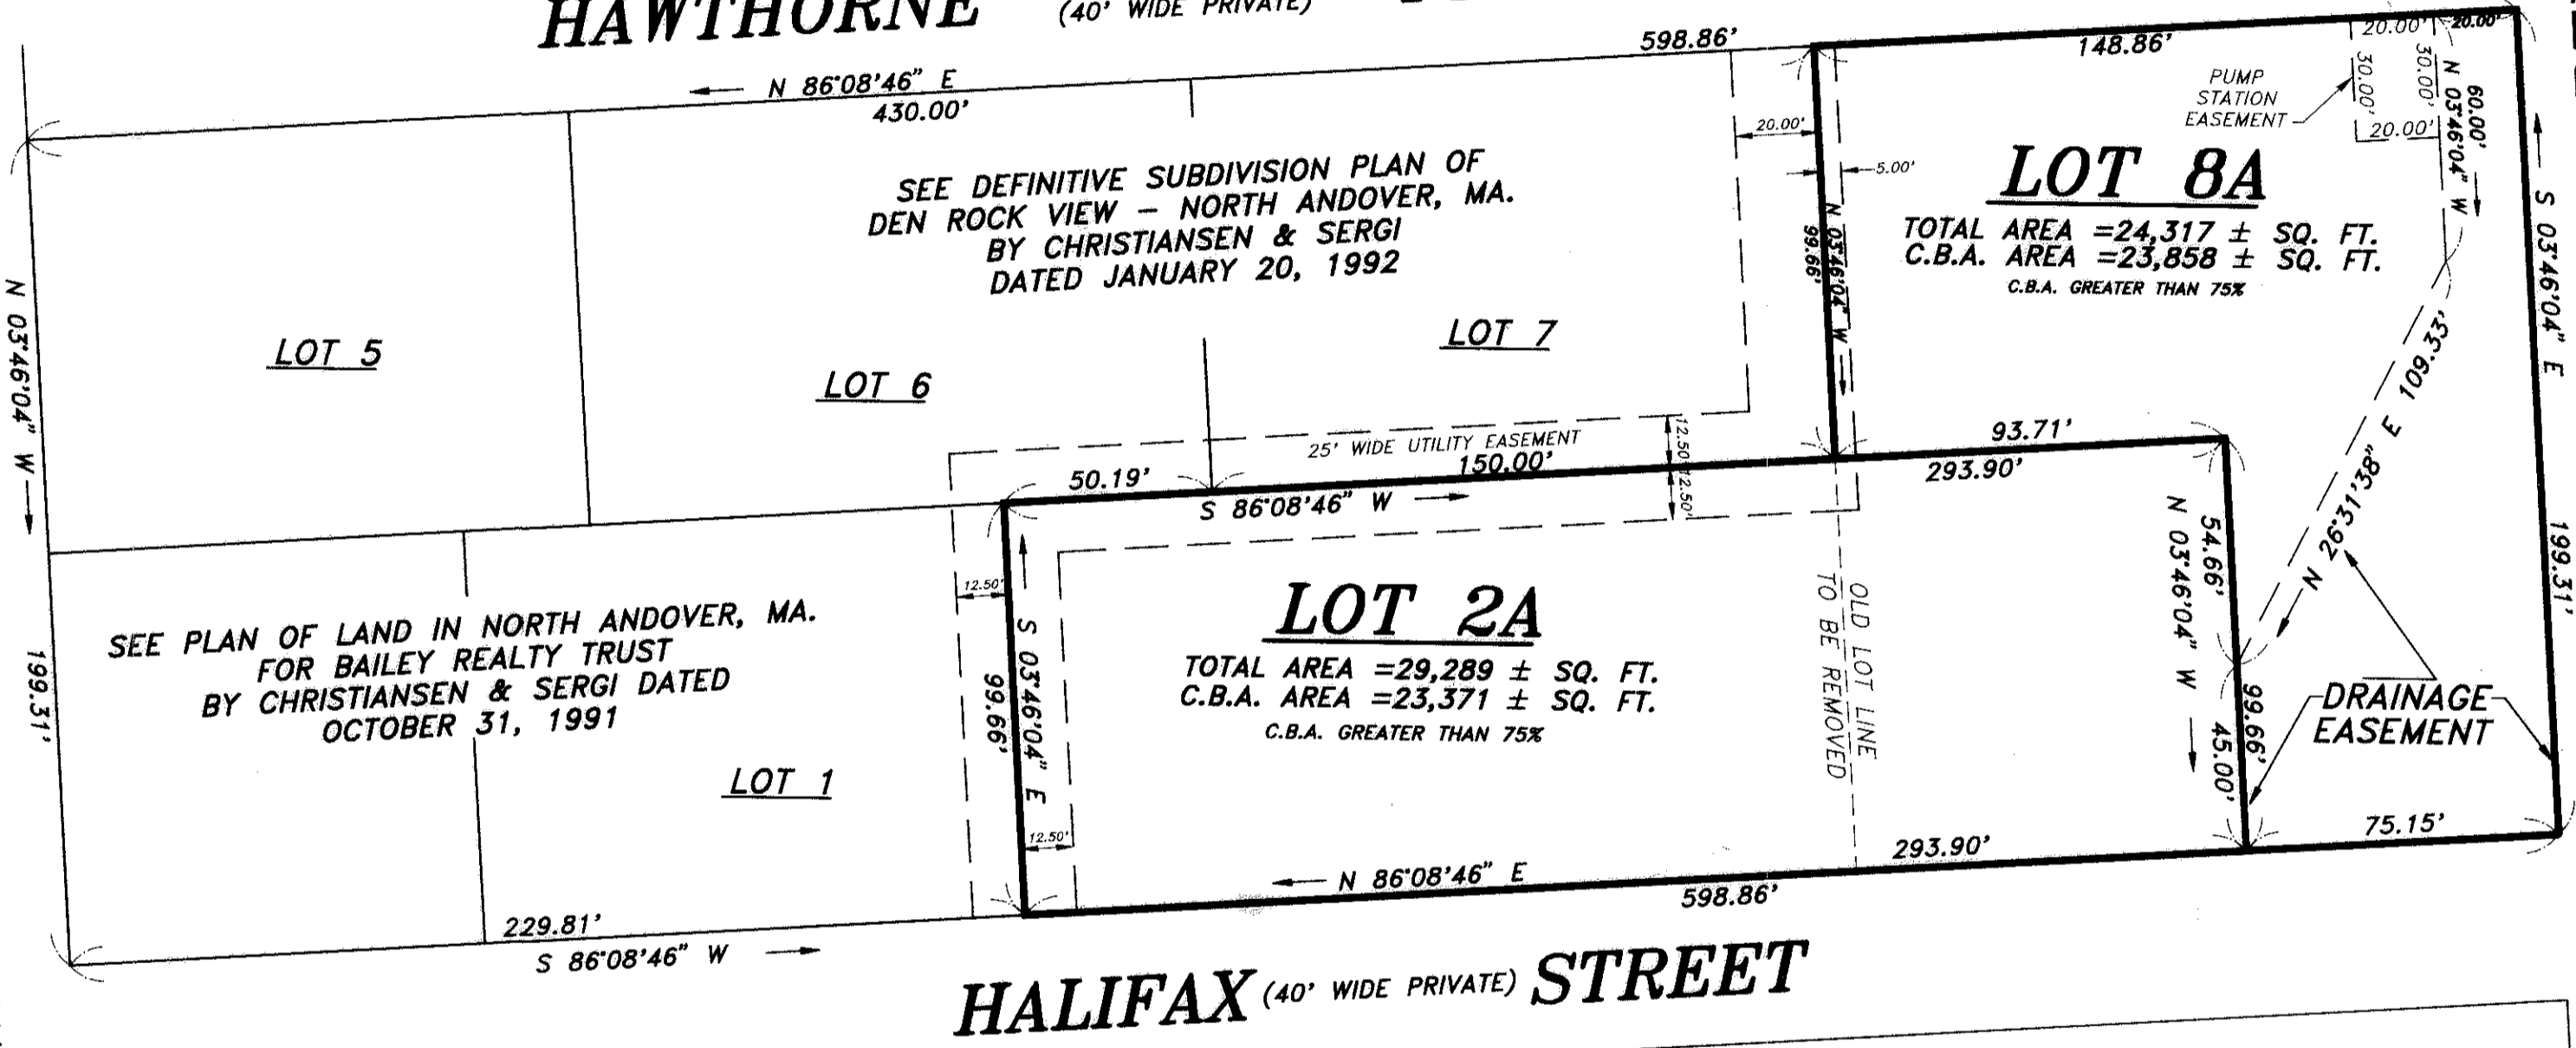 HAWTHORNE (40' WIDE PRIVATE)
598.86'
148.86'
20.00'
20.00'
N 86°08'46" E
430.00'
PUMP
STATION
EASEMENT
30.00'
30.00'
20.00'
N 03°46'04" W
60.00'
20.00'
5.00'
SEE DEFINITIVE SUBDIVISION PLAN OF
DEN ROCK VIEW – NORTH ANDOVER, MA.
BY CHRISTIANSEN & SERGI
DATED JANUARY 20, 1992
LOT 8A
TOTAL AREA =24,317 ± SQ. FT.
C.B.A. AREA =23,858 ± SQ. FT.
C.B.A. GREATER THAN 75%
N 03°46'04" W
99.66'
S 03°46'04" E
199.31'
N 03°46'04" W
199.31'
LOT 5
LOT 6
LOT 7
N 26°31'38" E 109.33'
25' WIDE UTILITY EASEMENT
12.50'
12.50'
50.19'
150.00'
93.71'
293.90'
S 86°08'46" W
54.66'
N 03°46'04" W
99.66'
45.00'
12.50'
S 03°46'04" E
99.66'
12.50'
LOT 2A
TOTAL AREA =29,289 ± SQ. FT.
C.B.A. AREA =23,371 ± SQ. FT.
C.B.A. GREATER THAN 75%
OLD LOT LINE
TO BE REMOVED
SEE PLAN OF LAND IN NORTH ANDOVER, MA.
FOR BAILEY REALTY TRUST
BY CHRISTIANSEN & SERGI DATED
OCTOBER 31, 1991
LOT 1
DRAINAGE
EASEMENT
75.15'
293.90'
N 86°08'46" E
598.86'
229.81'
S 86°08'46" W
HALIFAX (40' WIDE PRIVATE) STREET